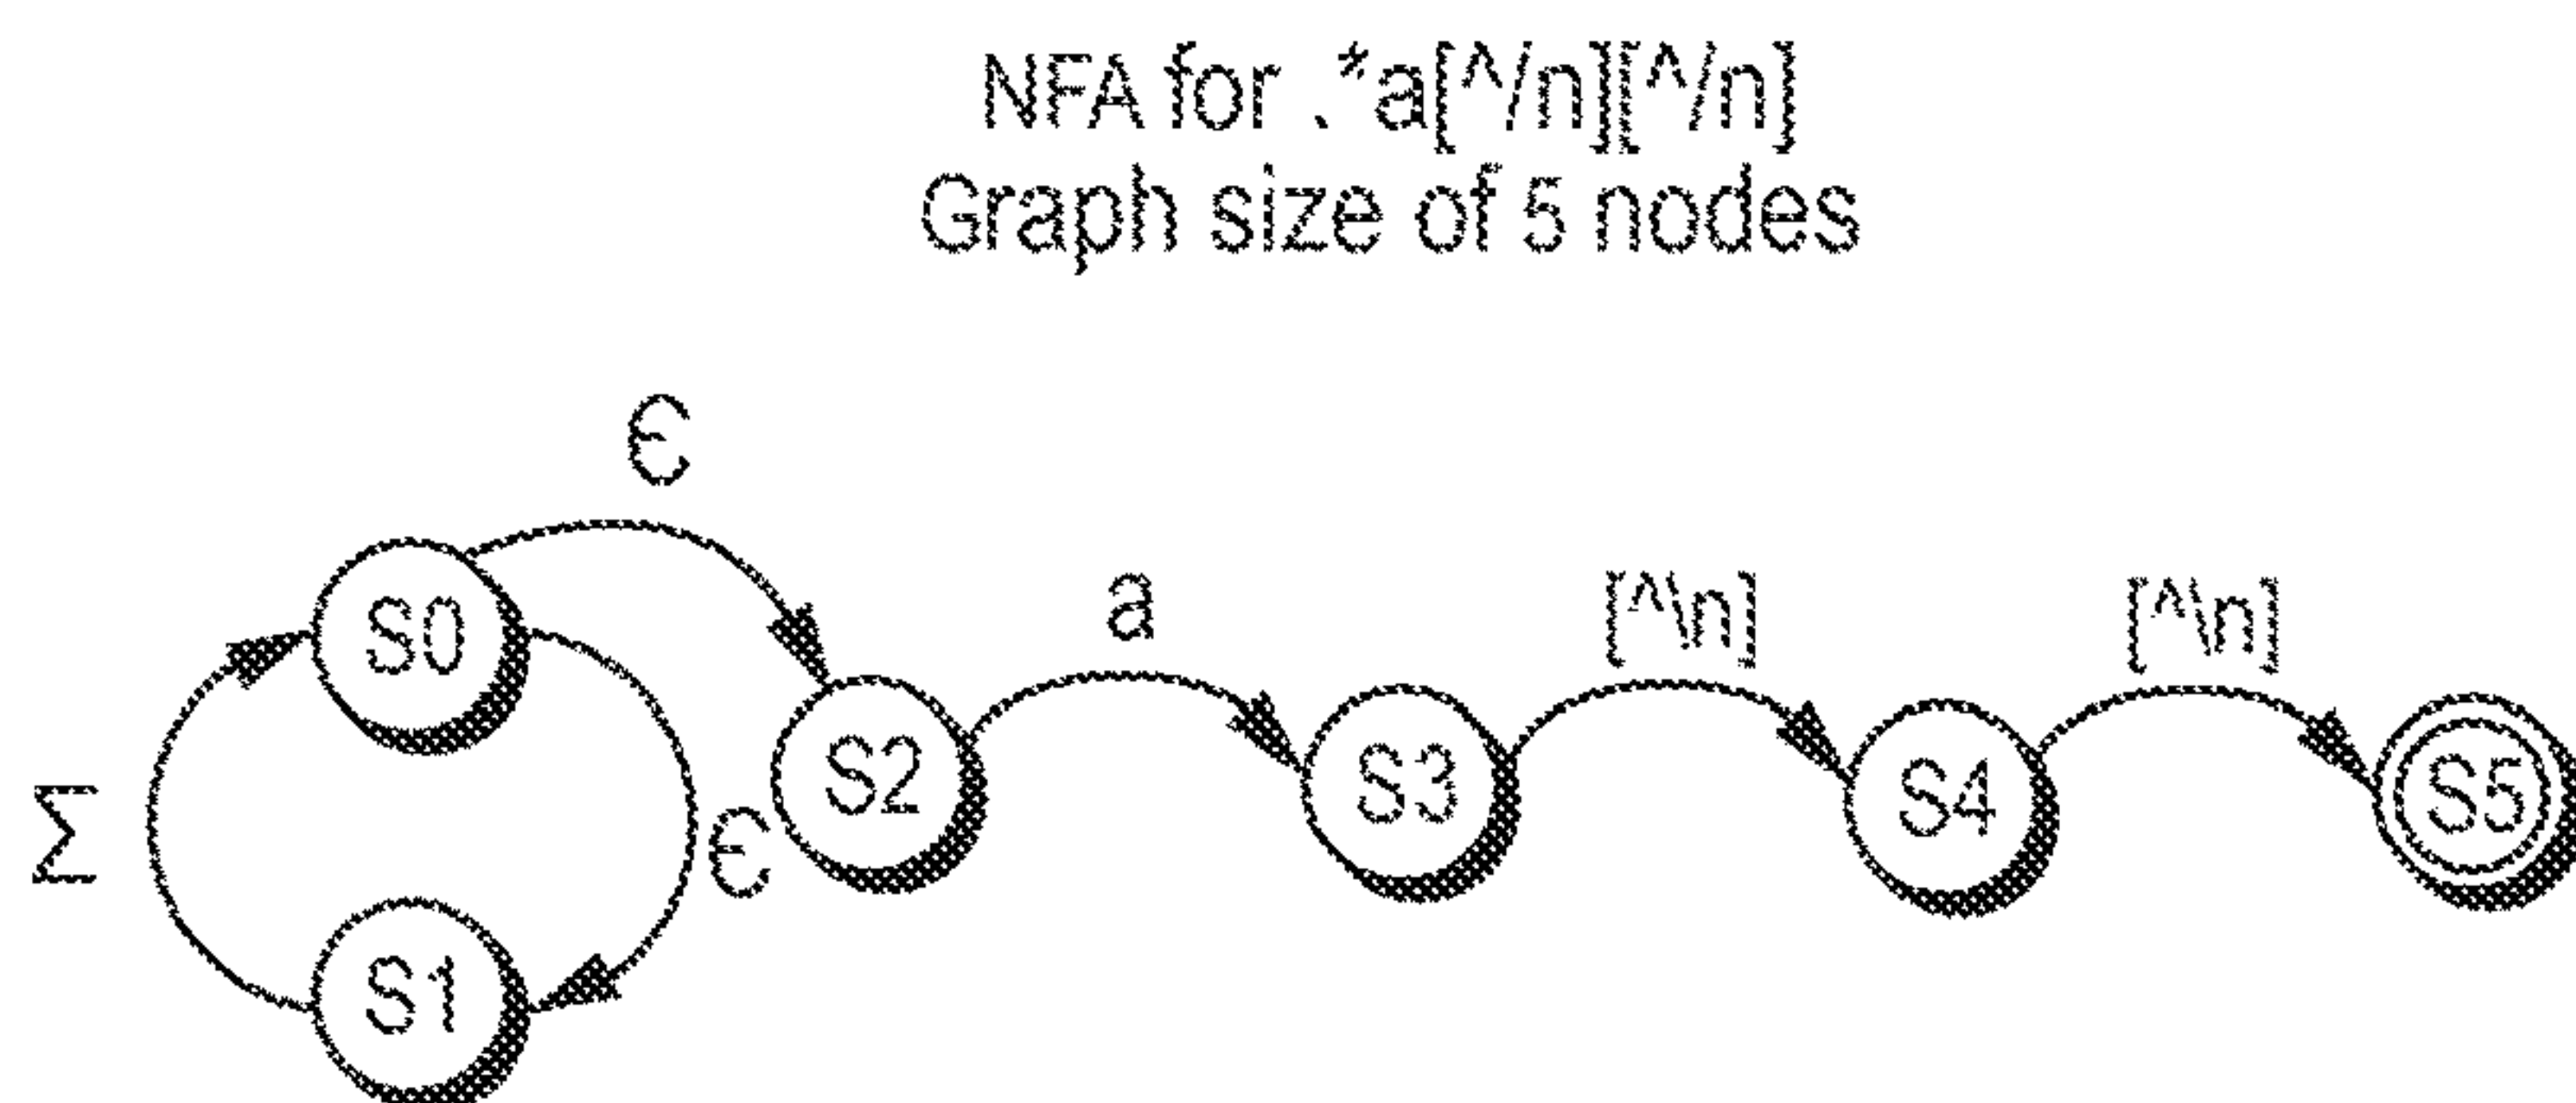 NFA for .*a[^/n][^/n]
Graph size of 5 nodes
Є
S0
a
[^\n]
[^\n]
S2
S3
S4
S5
Σ
Є
S1